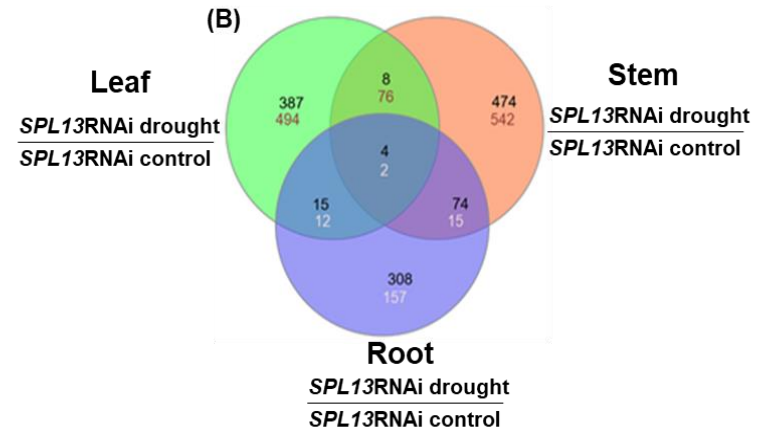 (B)
Leaf
SPL13RNAi drought
SPL13RNAi control
Stem
SPL13RNAi drought
SPL13RNAi control
387
494
8
76
474
542
4
2
15
12
74
15
308
157
Root
SPL13RNAi drought
SPL13RNAi control